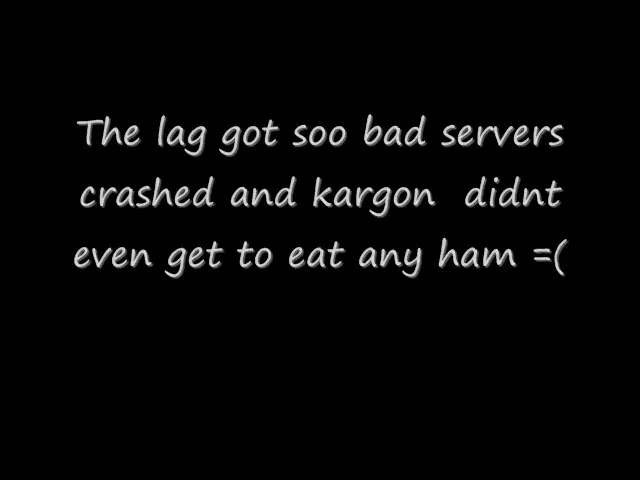 The lag got soo bad servers
crashed and kargon didnt
even get to eat any ham =(